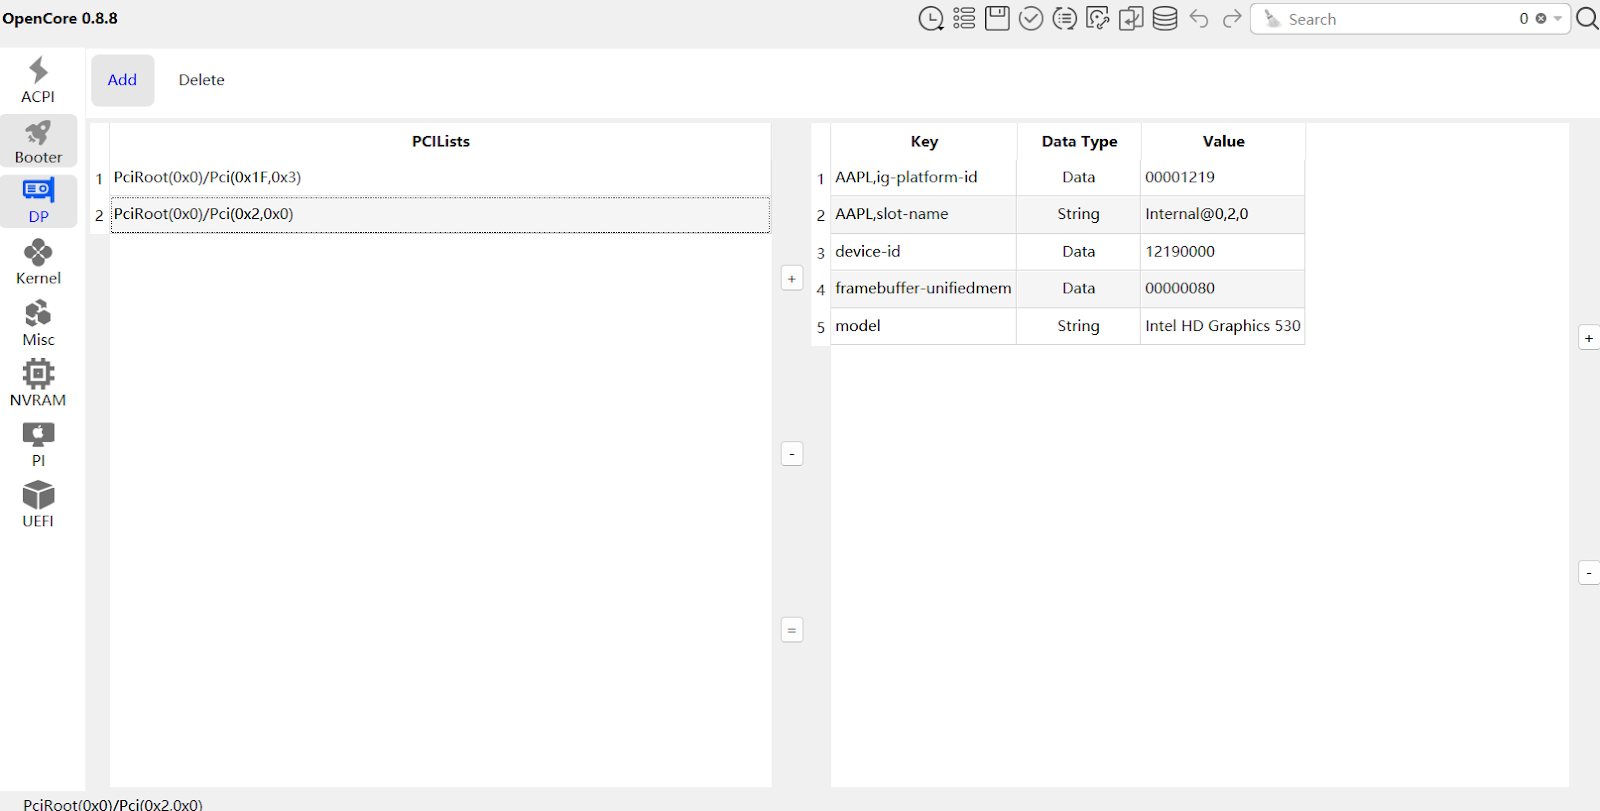 OpenCore 0.8.8
Search 0
ACPI
Booter
DP
Kernel
Misc
NVRAM
PI
UEFI
Add Delete
PCILists
1 PciRoot(0x0)/Pci(0x1F,0x3)
2 PciRoot(0x0)/Pci(0x2,0x0)
+
-
=
Key Data Type Value
1 AAPL,ig-platform-id Data 00001219
2 AAPL,slot-name String Internal@0,2,0
3 device-id Data 12190000
4 framebuffer-unifiedmem Data 00000080
5 model String Intel HD Graphics 530
+
-
PciRoot(0x0)/Pci(0x2,0x0)